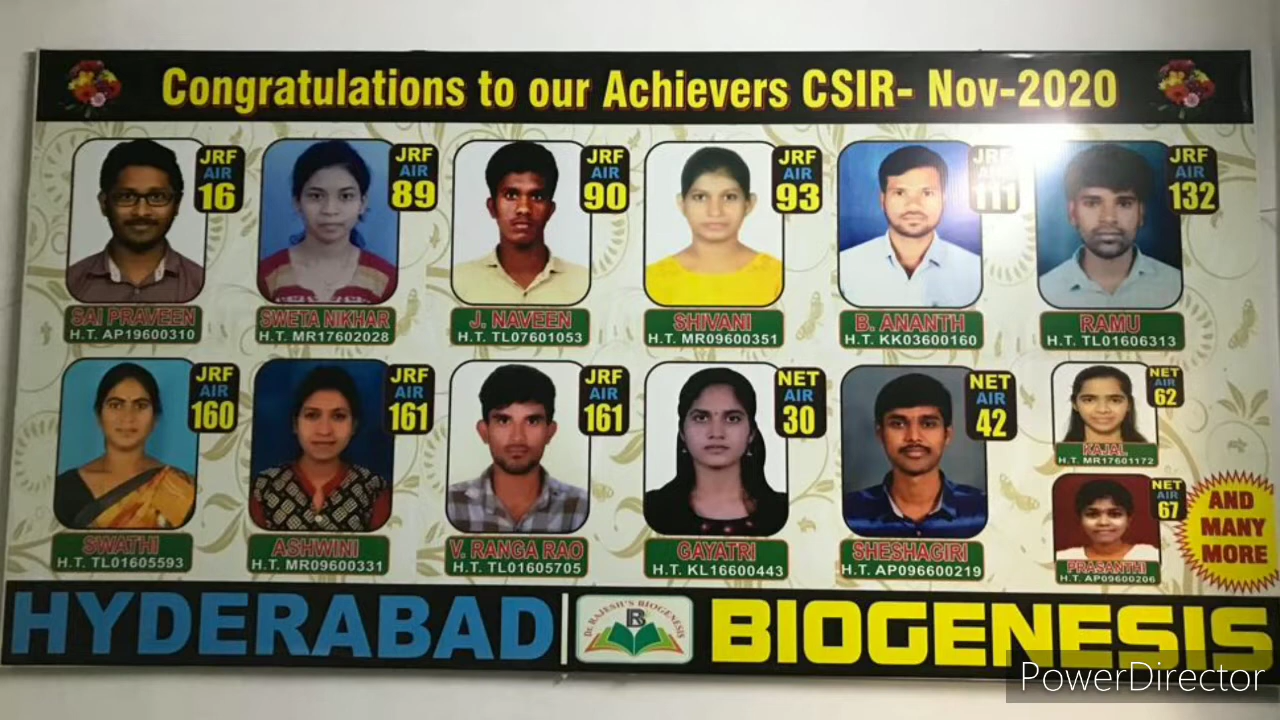 Congratulations to our Achievers CSIR- Nov-2020
JRF
AIR
16
SAI PRAVEEN
H.T. AP19600310
JRF
AIR
89
SWETA NIKHAR
H.T. MR17602028
JRF
AIR
90
J. NAVEEN
H.T. TL07601053
JRF
AIR
93
SHIVANI
H.T. MR09600351
JRF
AIR
111
B. ANANTH
H.T. KK03600160
JRF
AIR
132
RAMU
H.T. TL01606313
JRF
AIR
160
SWATHI
H.T. TL01605593
JRF
AIR
161
ASHWINI
H.T. MR09600331
JRF
AIR
161
V. RANGA RAO
H.T. TL01605705
NET
AIR
30
GAYATRI
H.T. KL16600443
NET
AIR
42
SHESHAGIRI
H.T. AP096600219
NET
AIR
62
KAJAL
H.T. MR17601172
NET
AIR
67
PRASANTHI
H.T. AP09600206
AND
MANY
MORE
HYDERABAD
Dr. RAJESH'S BIOGENESIS
B
BIOGENESIS
PowerDirector